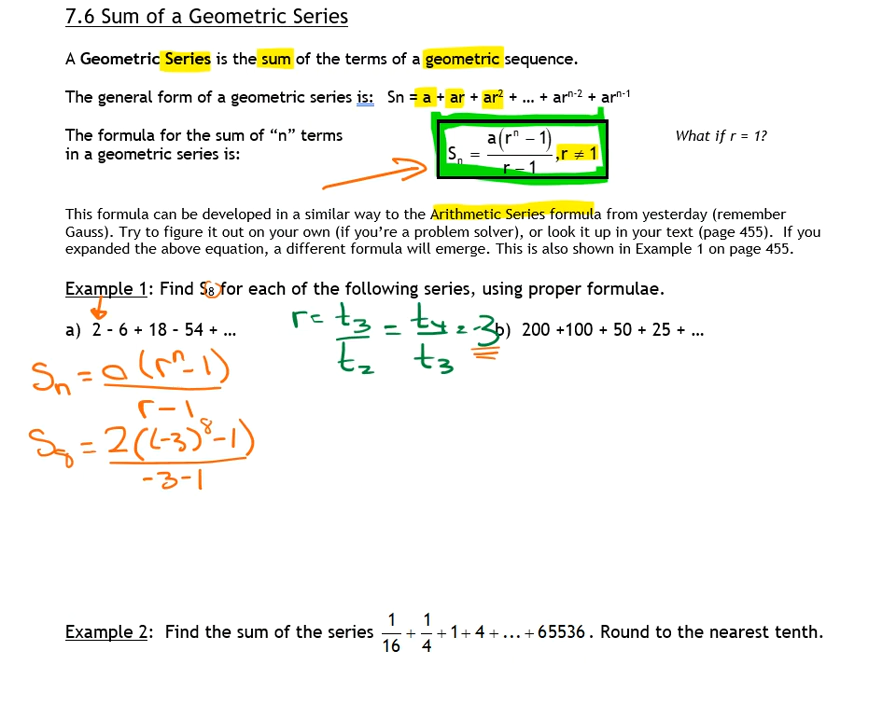 7.6 Sum of a Geometric Series
A Geometric Series is the sum of the terms of a geometric sequence.
The general form of a geometric series is: Sn = a + ar + ar² + ... + arⁿ⁻² + arⁿ⁻¹
The formula for the sum of “n” terms
in a geometric series is:
Sₙ = a(rⁿ – 1) / r – 1 , r ≠ 1
What if r = 1?
This formula can be developed in a similar way to the Arithmetic Series formula from yesterday (remember
Gauss). Try to figure it out on your own (if you’re a problem solver), or look it up in your text (page 455). If you
expanded the above equation, a different formula will emerge. This is also shown in Example 1 on page 455.
Example 1: Find S₈ for each of the following series, using proper formulae.
a) 2 - 6 + 18 - 54 + ...
r = t₃ / t₂ = t₄ / t₃ = -3
b) 200 +100 + 50 + 25 + ...
Sₙ = a(rⁿ-1) / r-1
S₈ = 2((-3)⁸-1) / -3-1
Example 2: Find the sum of the series 1/16 + 1/4 + 1 + 4 + ... + 65536. Round to the nearest tenth.